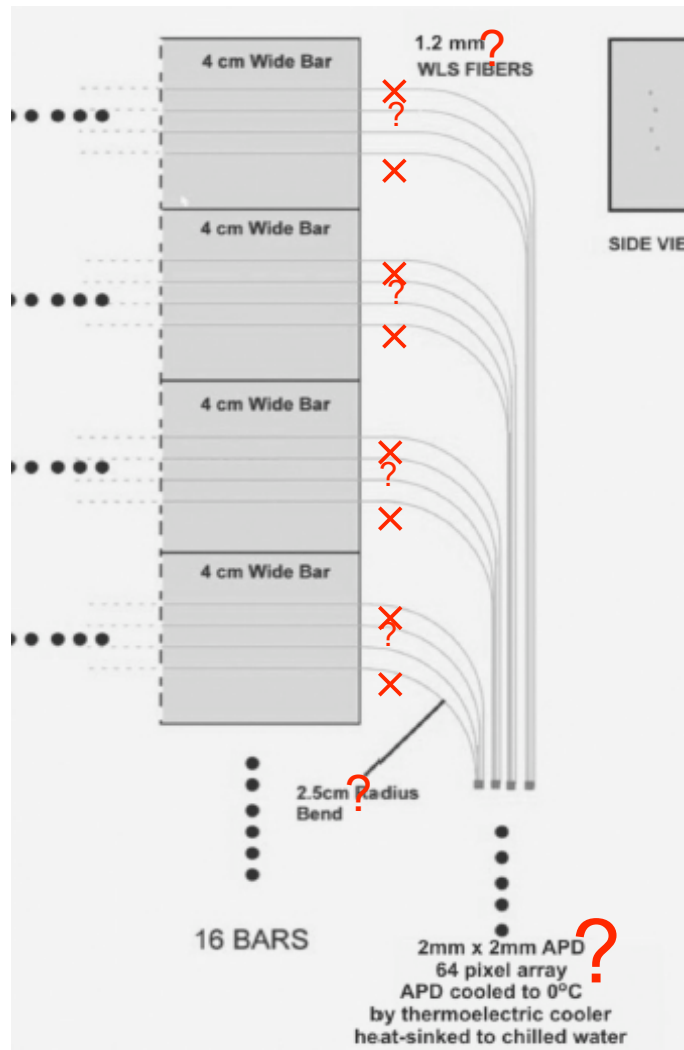 4 cm Wide Bar
1.2 mm?
WLS FIBERS
×
?
×
SIDE VIE
4 cm Wide Bar
×
?
×
4 cm Wide Bar
×
?
×
4 cm Wide Bar
×
?
×
2.5cm Radius
?
Bend
16 BARS
2mm x 2mm APD
?
64 pixel array
APD cooled to 0°C
by thermoelectric cooler
heat-sinked to chilled water